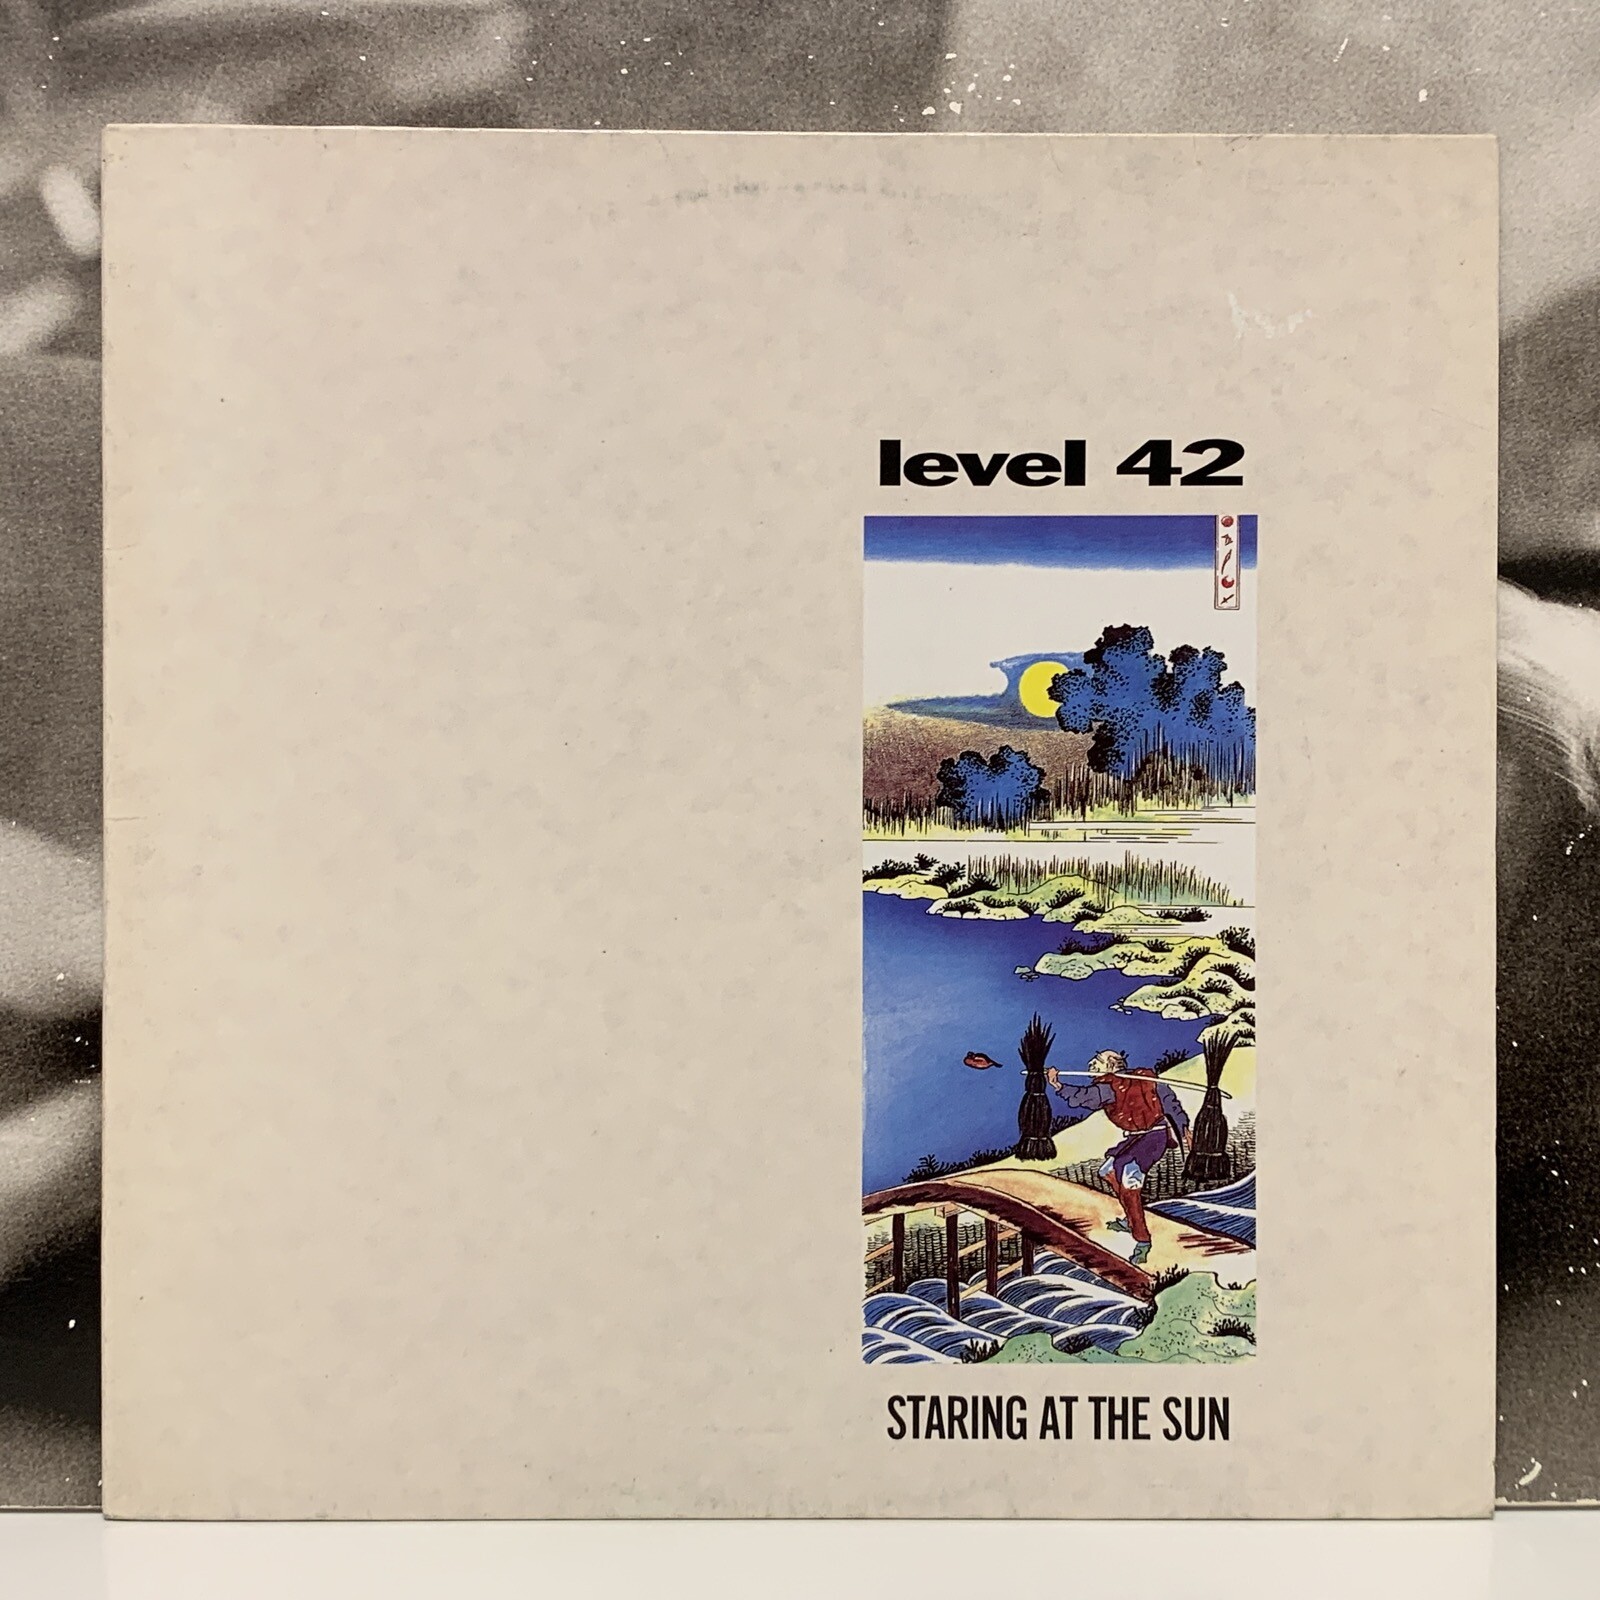 level 42
STARING AT THE SUN